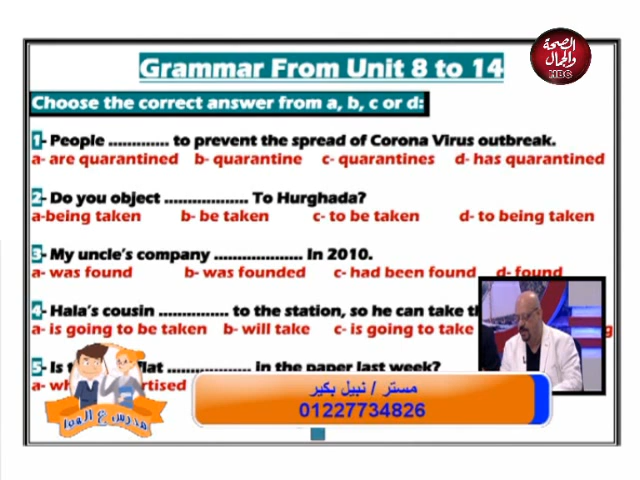 الصحة
والجمال
HBC
Grammar From Unit 8 to 14
Choose the correct answer from a, b, c or d:
1- People ............. to prevent the spread of Corona Virus outbreak.
a- are quarantined b- quarantine c- quarantines d- has quarantined
2- Do you object .................. To Hurghada?
a-being taken b- be taken c- to be taken d- to being taken
3- My uncle's company ................... In 2010.
a- was found b- was founded c- had been found d- found
4- Hala's cousin ............... to the station, so he can take
a- is going to be taken b- will take c- is going to take
5- Is .................. in the paper last week?
a-
مدرس ع الهوا
مستر / نبيل بكير
01227734826